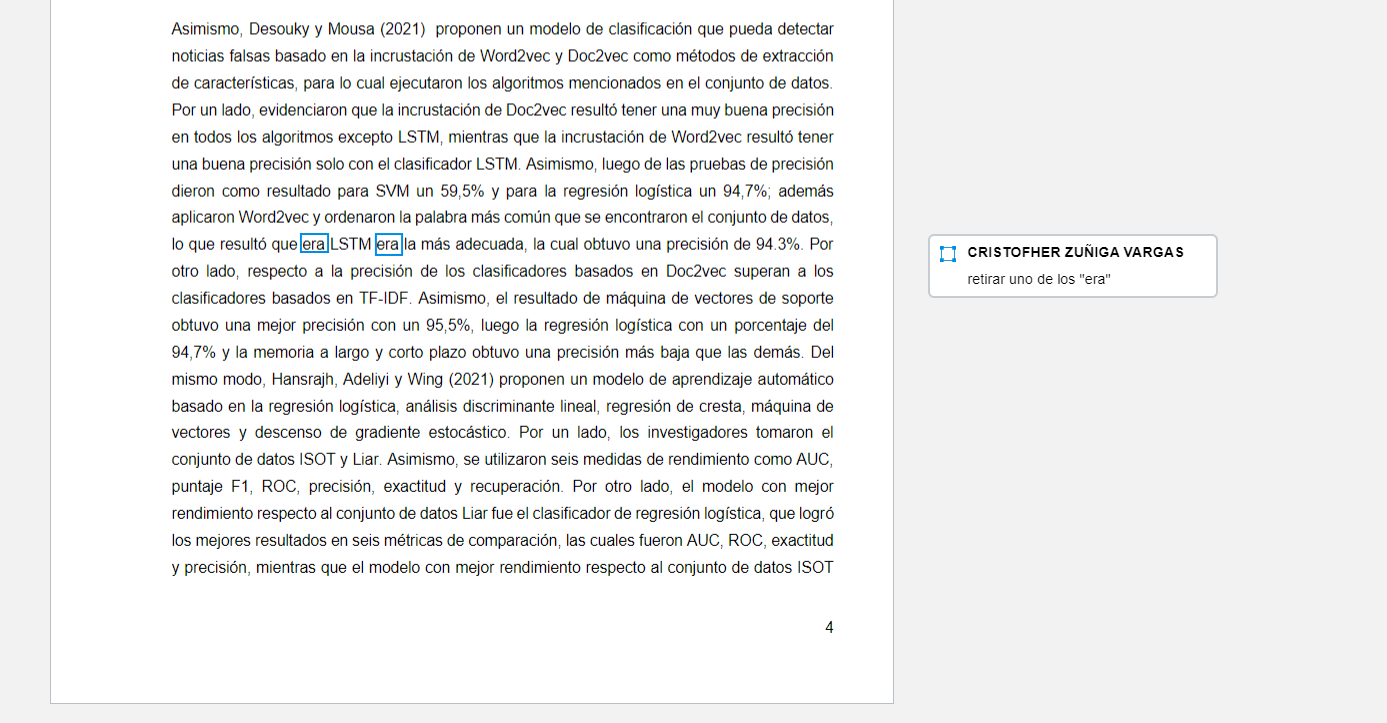 Asimismo, Desouky y Mousa (2021)  proponen un modelo de clasificación que pueda detectar
noticias falsas basado en la incrustación de Word2vec y Doc2vec como métodos de extracción
de características, para lo cual ejecutaron los algoritmos mencionados en el conjunto de datos.
Por un lado, evidenciaron que la incrustación de Doc2vec resultó tener una muy buena precisión
en todos los algoritmos excepto LSTM, mientras que la incrustación de Word2vec resultó tener
una buena precisión solo con el clasificador LSTM. Asimismo, luego de las pruebas de precisión
dieron como resultado para SVM un 59,5% y para la regresión logística un 94,7%; además
aplicaron Word2vec y ordenaron la palabra más común que se encontraron el conjunto de datos,
lo que resultó que era LSTM era la más adecuada, la cual obtuvo una precisión de 94.3%. Por
otro lado, respecto a la precisión de los clasificadores basados en Doc2vec superan a los
clasificadores basados en TF-IDF. Asimismo, el resultado de máquina de vectores de soporte
obtuvo una mejor precisión con un 95,5%, luego la regresión logística con un porcentaje del
94,7% y la memoria a largo y corto plazo obtuvo una precisión más baja que las demás. Del
mismo modo, Hansrajh, Adeliyi y Wing (2021) proponen un modelo de aprendizaje automático
basado en la regresión logística, análisis discriminante lineal, regresión de cresta, máquina de
vectores y descenso de gradiente estocástico. Por un lado, los investigadores tomaron el
conjunto de datos ISOT y Liar. Asimismo, se utilizaron seis medidas de rendimiento como AUC,
puntaje F1, ROC, precisión, exactitud y recuperación. Por otro lado, el modelo con mejor
rendimiento respecto al conjunto de datos Liar fue el clasificador de regresión logística, que logró
los mejores resultados en seis métricas de comparación, las cuales fueron AUC, ROC, exactitud
y precisión, mientras que el modelo con mejor rendimiento respecto al conjunto de datos ISOT
4
CRISTOFHER ZUÑIGA VARGAS
retirar uno de los "era"